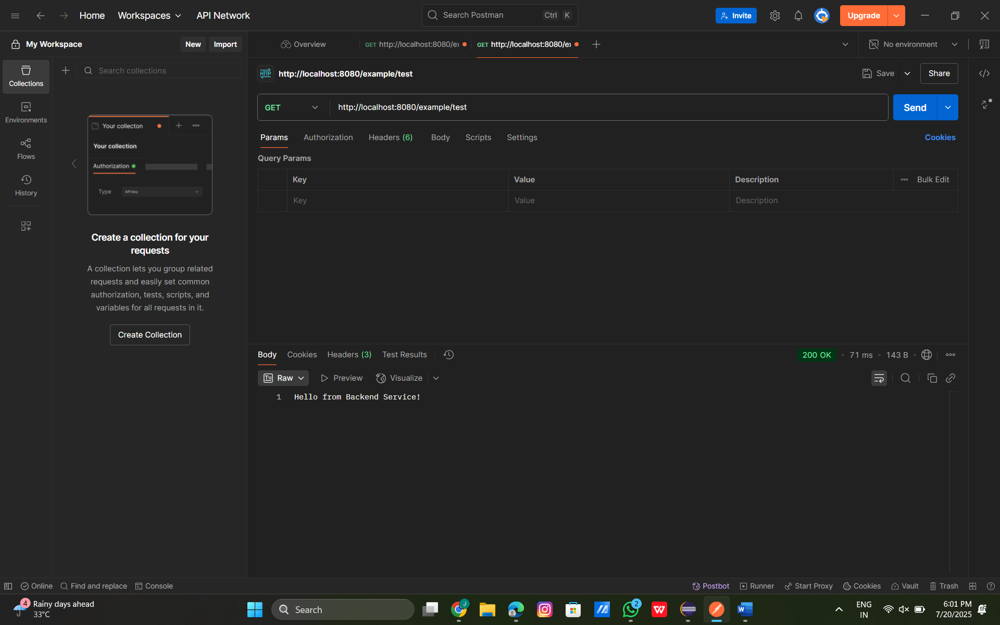 Home
Workspaces
API Network
Search Postman
Ctrl K
Invite
Upgrade
My Workspace
New
Import
Overview
GET http://localhost:8080/e
GET http://localhost:8080/e
No environment
Collections
Environments
Flows
History
Search collections
Your collecton
Your collection
Authorization
Type
API Key
Create a collection for your
requests
A collection lets you group related
requests and easily set common
authorization, tests, scripts, and
variables for all requests in it.
Create Collection
HTTP
http://localhost:8080/example/test
Save
Share
GET
http://localhost:8080/example/test
Send
Params
Authorization
Headers (6)
Body
Scripts
Settings
Cookies
Query Params
Key
Value
Description
Bulk Edit
Key
Value
Description
Body
Cookies
Headers (3)
Test Results
200 OK
71 ms
143 B
Raw
Preview
Visualize
1 Hello from Backend Service!
Online
Find and replace
Console
Postbot
Runner
Start Proxy
Cookies
Vault
Trash
4
Rainy days ahead
33°C
Search
J
2
W
ENG
IN
6:01 PM
7/20/2025